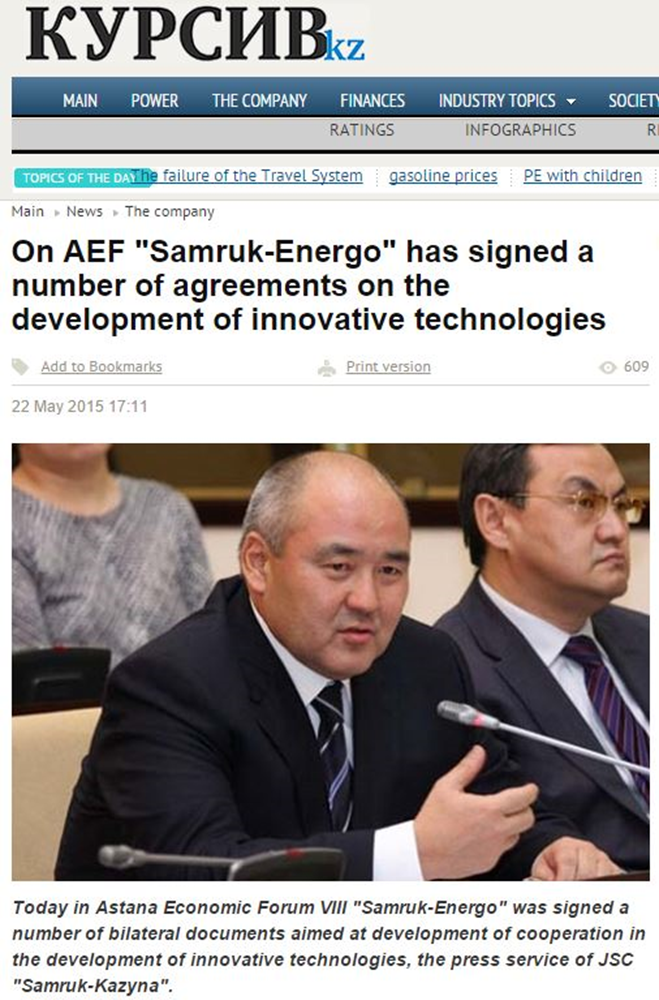 КУРСИВ.kz
MAIN POWER THE COMPANY FINANCES INDUSTRY TOPICS SOCIETY
RATINGS INFOGRAPHICS
TOPICS OF THE DAY The failure of the Travel System gasoline prices PE with children
Main News The company
On AEF "Samruk-Energo" has signed a
number of agreements on the
development of innovative technologies
Add to Bookmarks Print version 609
22 May 2015 17:11
Today in Astana Economic Forum VIII "Samruk-Energo" was signed a
number of bilateral documents aimed at development of cooperation in
the development of innovative technologies, the press service of JSC
"Samruk-Kazyna".